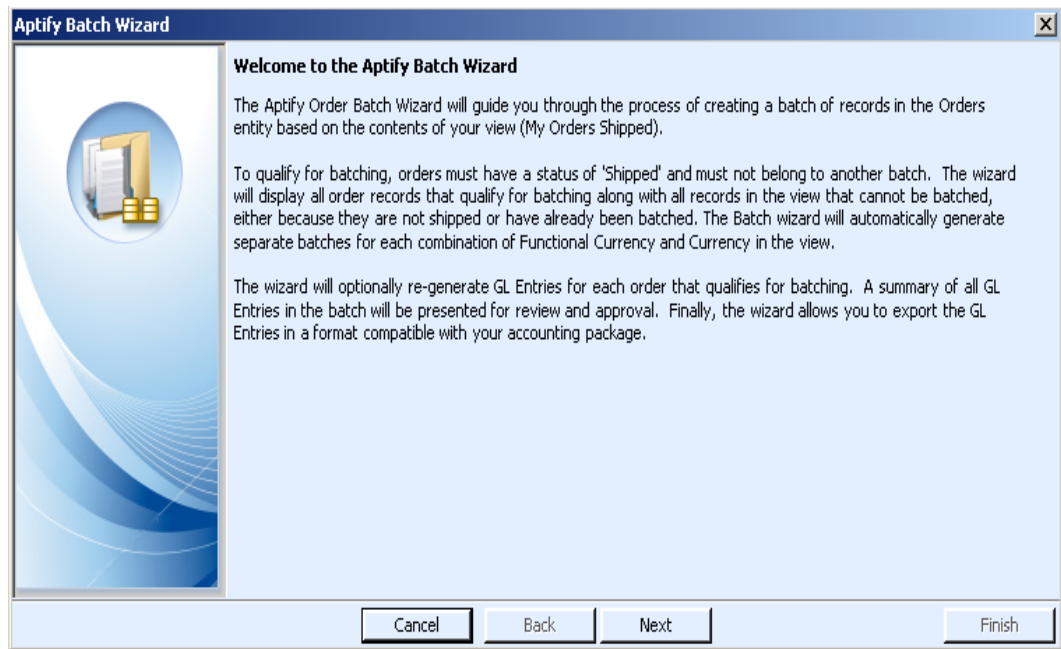 Aptify Batch Wizard
Welcome to the Aptify Batch Wizard
The Aptify Order Batch Wizard will guide you through the process of creating a batch of records in the Orders
entity based on the contents of your view (My Orders Shipped).
To qualify for batching, orders must have a status of 'Shipped' and must not belong to another batch.  The wizard
will display all order records that qualify for batching along with all records in the view that cannot be batched,
either because they are not shipped or have already been batched. The Batch wizard will automatically generate
separate batches for each combination of Functional Currency and Currency in the view.
The wizard will optionally re-generate GL Entries for each order that qualifies for batching.  A summary of all GL
Entries in the batch will be presented for review and approval.  Finally, the wizard allows you to export the GL
Entries in a format compatible with your accounting package.
Cancel Back Next Finish